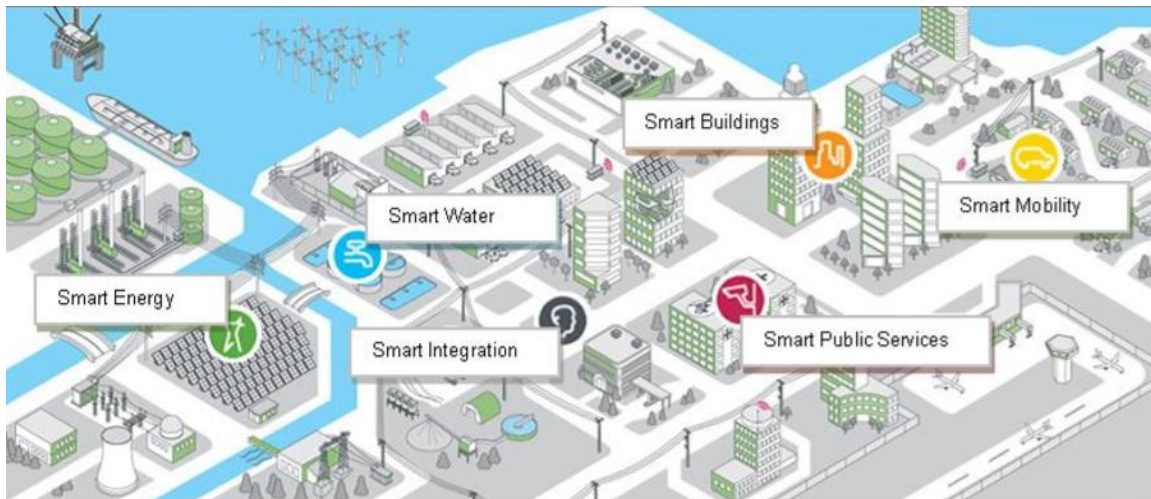 Smart Buildings
Smart Mobility
Smart Water
Smart Energy
Smart Integration
Smart Public Services